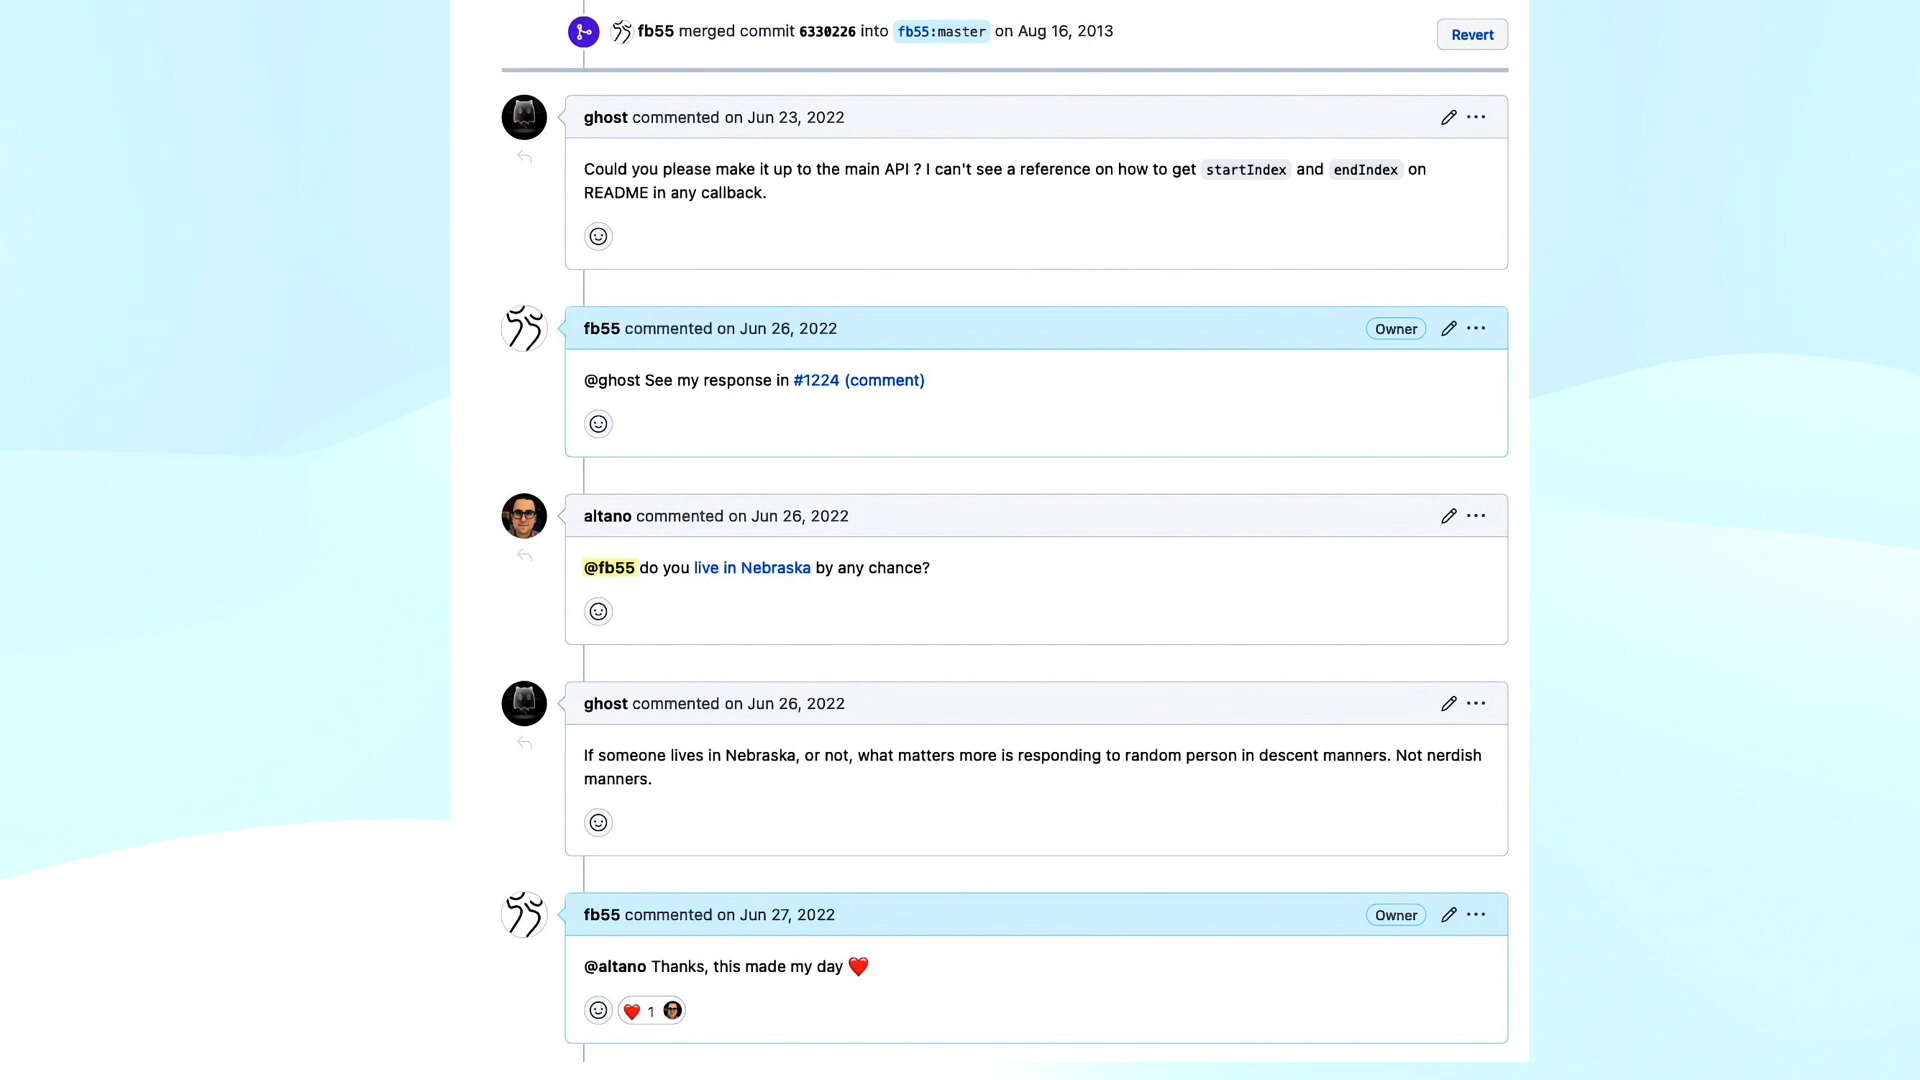 fb55 merged commit 6330226 into fb55:master on Aug 16, 2013
Revert
ghost commented on Jun 23, 2022
Could you please make it up to the main API ? I can't see a reference on how to get startIndex and endIndex on
README in any callback.
fb55 commented on Jun 26, 2022
Owner
@ghost See my response in #1224 (comment)
altano commented on Jun 26, 2022
@fb55 do you live in Nebraska by any chance?
ghost commented on Jun 26, 2022
If someone lives in Nebraska, or not, what matters more is responding to random person in descent manners. Not nerdish
manners.
fb55 commented on Jun 27, 2022
Owner
@altano Thanks, this made my day ❤️
❤️ 1